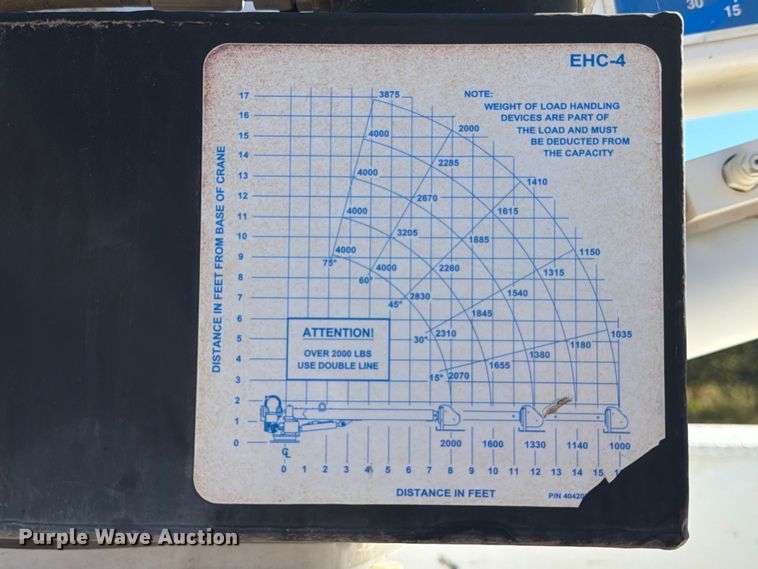 30
15
EHC-4
NOTE:
WEIGHT OF LOAD HANDLING
DEVICES ARE PART OF
THE LOAD AND MUST
BE DEDUCTED FROM
THE CAPACITY
DISTANCE IN FEET FROM BASE OF CRANE
17
16
15
14
13
12
11
10
9
8
7
6
5
4
3
2
1
0
3875
4000 2000
2285
4000 2670 1410
4000 3205 1615
1885
4000 4000 2260 1150
75° 60° 1315
45° 2830 1540
1845
30° 2310 1035
1180
1380
1655
15° 2070
ATTENTION!
OVER 2000 LBS
USE DOUBLE LINE
2000 1600 1330 1140 1000
CL
0 1 2 3 4 5 6 7 8 9 10 11 12 13 14 15
DISTANCE IN FEET
P/N 40420
Purple Wave Auction